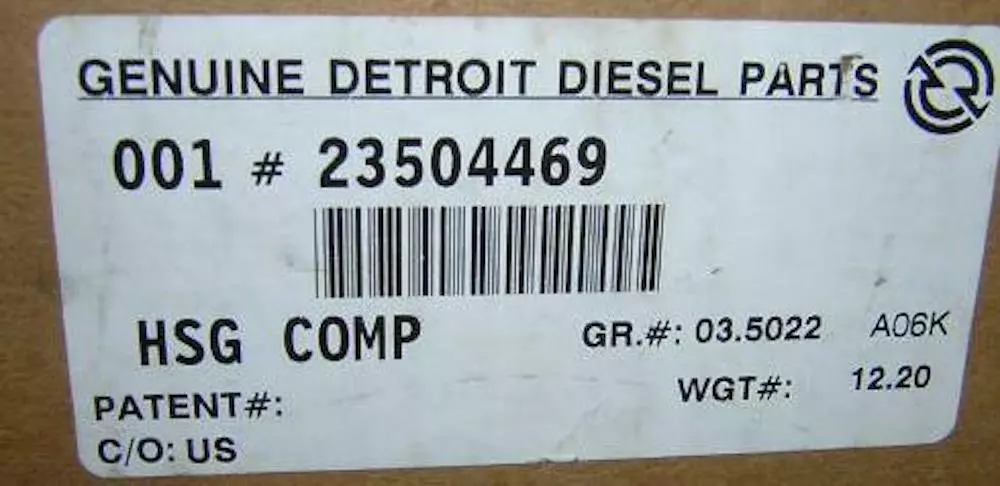 GENUINE DETROIT DIESEL PARTS
001 # 23504469
HSG COMP
GR.#: 03.5022 A06K
WGT#: 12.20
PATENT#:
C/O: US